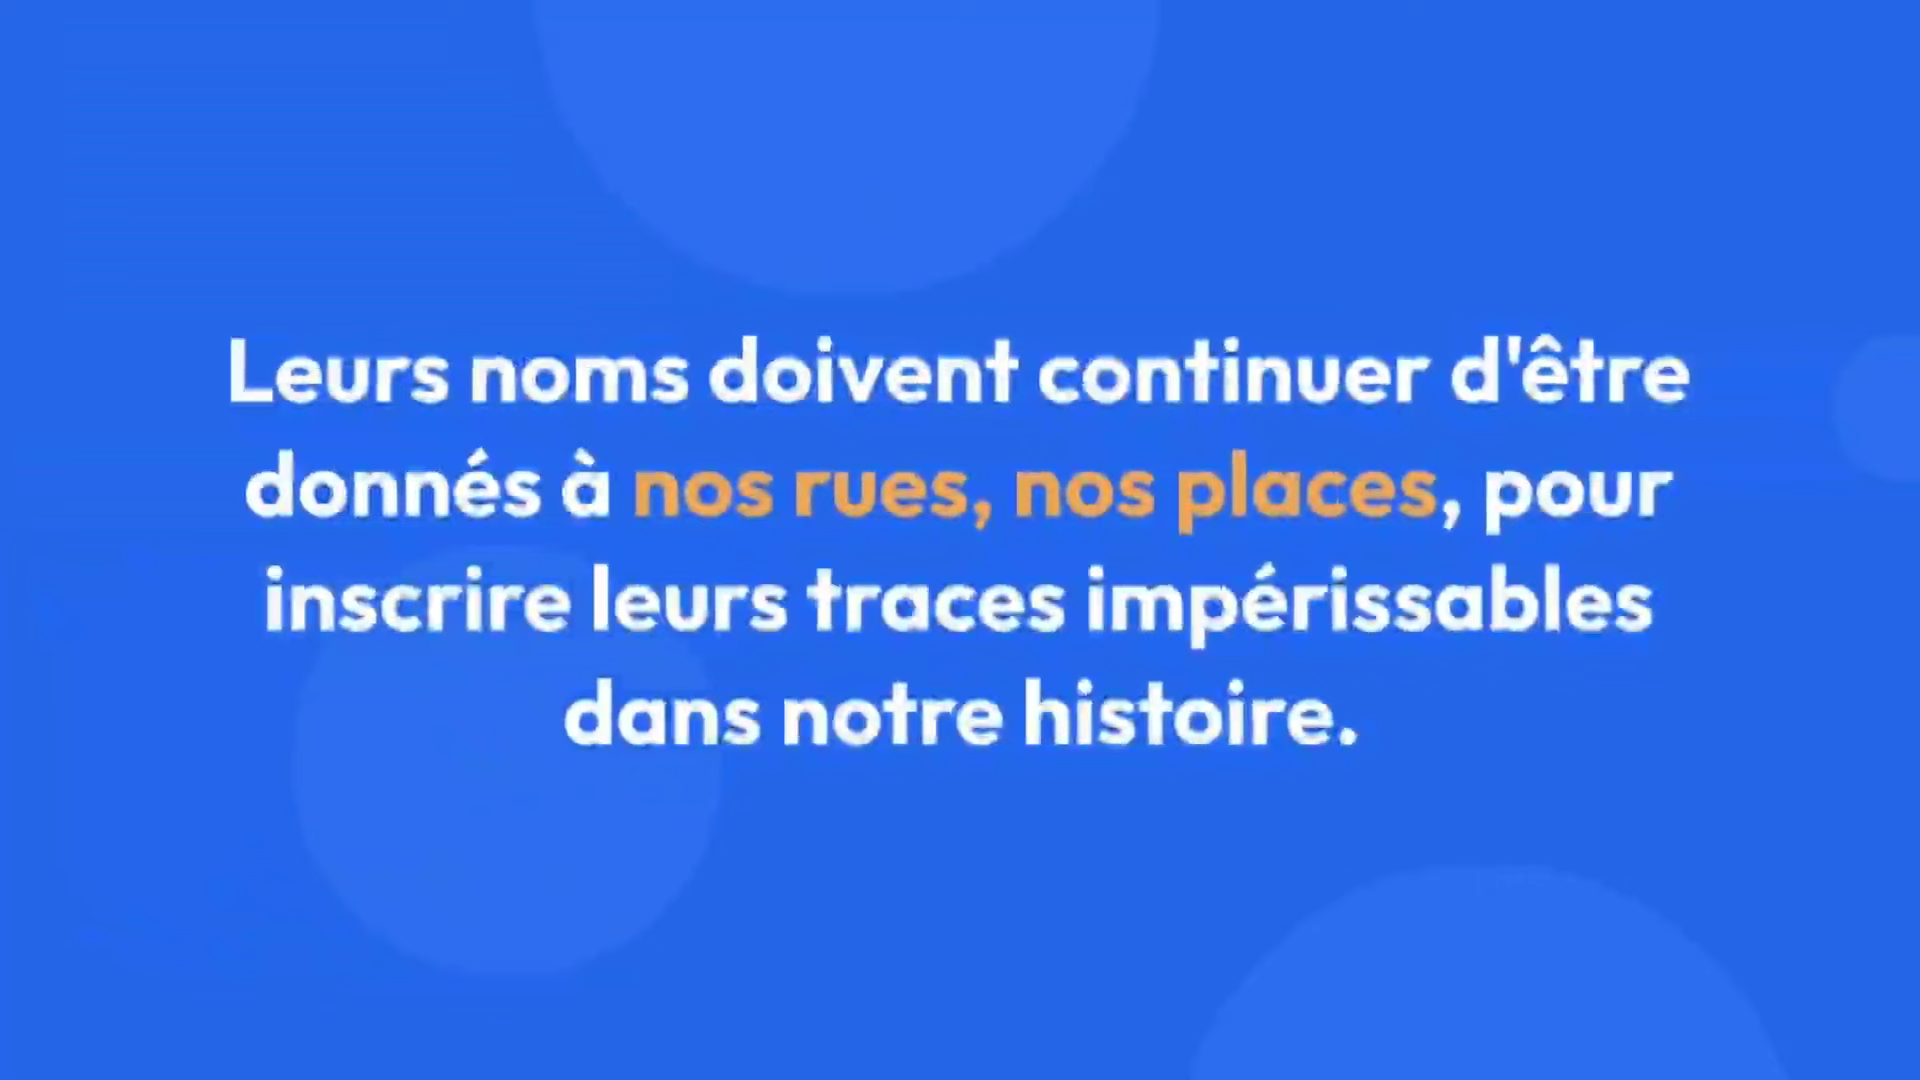 Leurs noms doivent continuer d'être
donnés à nos rues, nos places, pour
inscrire leurs traces impérissables
dans notre histoire.